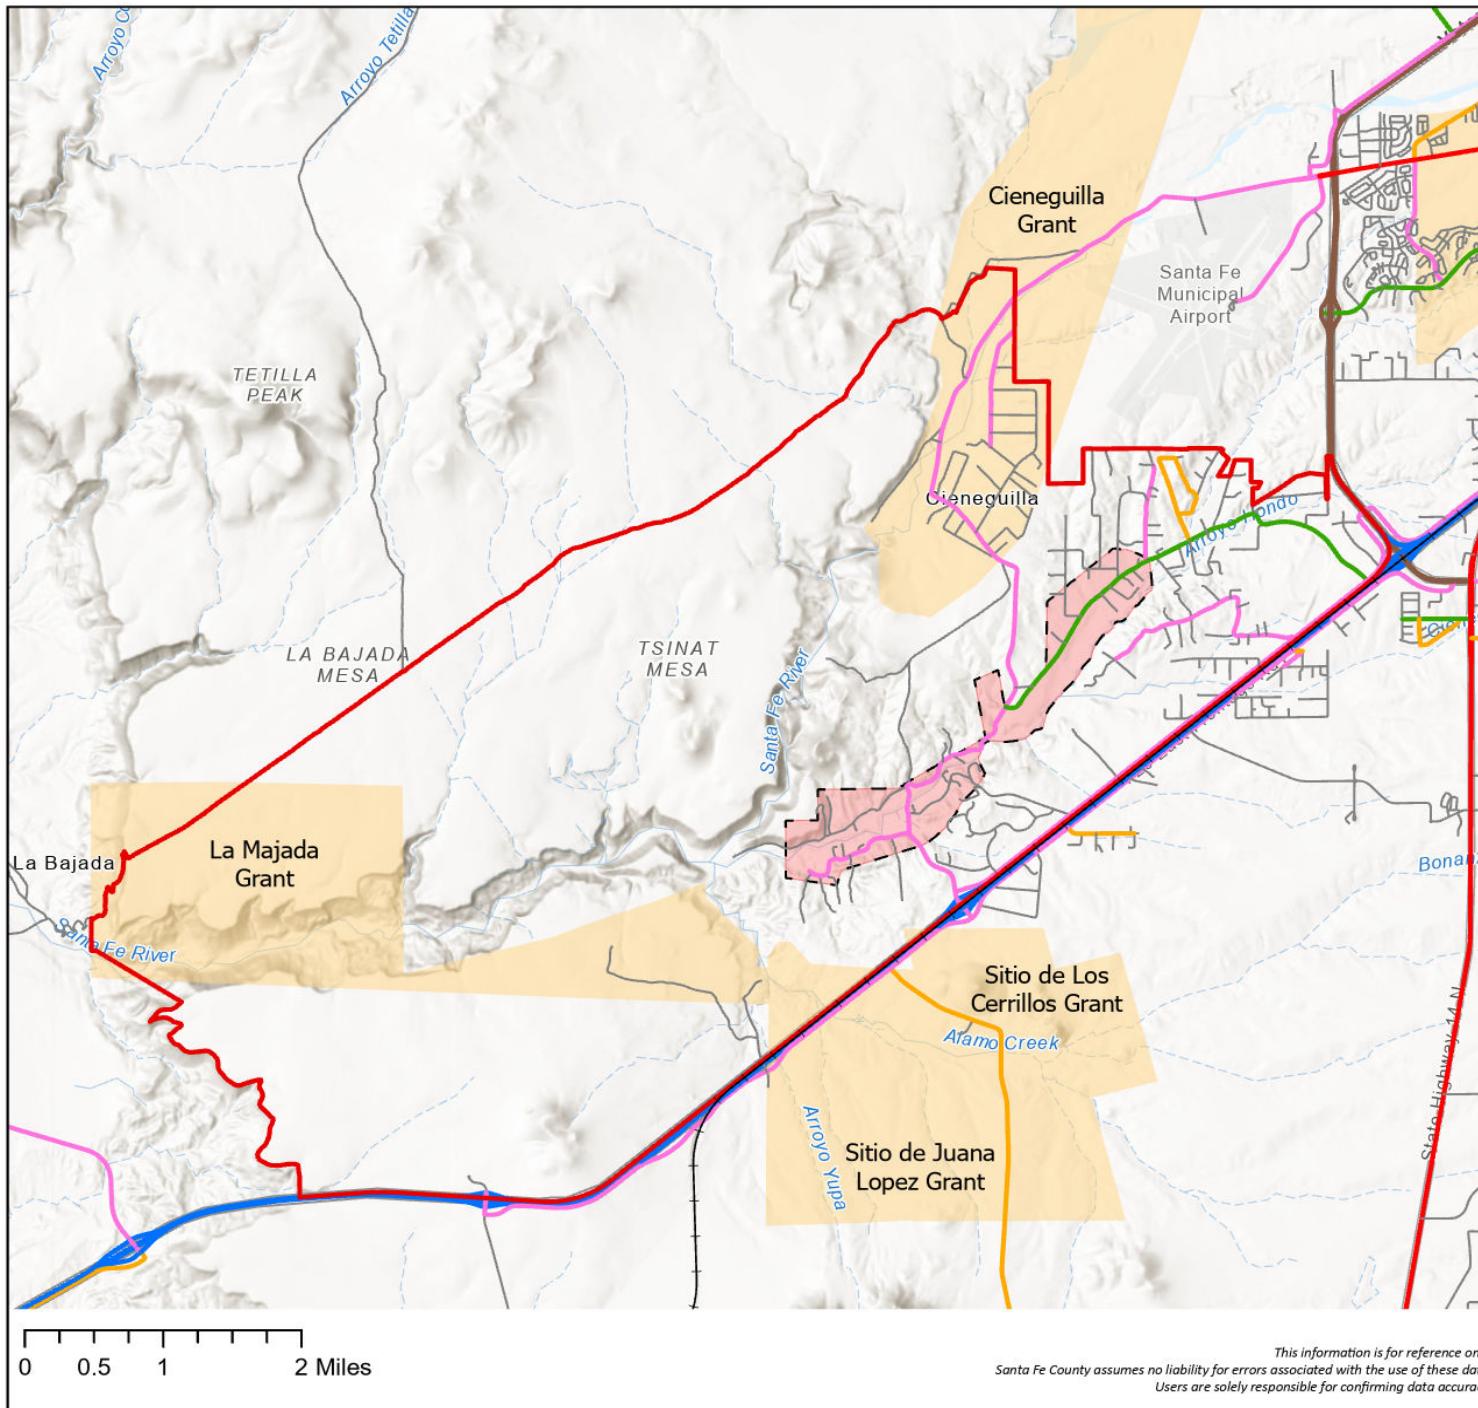 Arroyo Co
Arroyo Tetilla
Cieneguilla
Grant
Santa Fe
Municipal
Airport
TETILLA
PEAK
Cieneguilla
Arroyo Hondo
LA BAJADA
MESA
TSINAT
MESA
Santa Fe River
La Bajada
La Majada
Grant
Bonan
Santa Fe River
Sitio de Los
Cerrillos Grant
Alamo Creek
State Highway 14 N
Arroyo Yupa
Sitio de Juana
Lopez Grant
0 0.5 1 2 Miles
This information is for reference on
Santa Fe County assumes no liability for errors associated with the use of these da
Users are solely responsible for confirming data accura